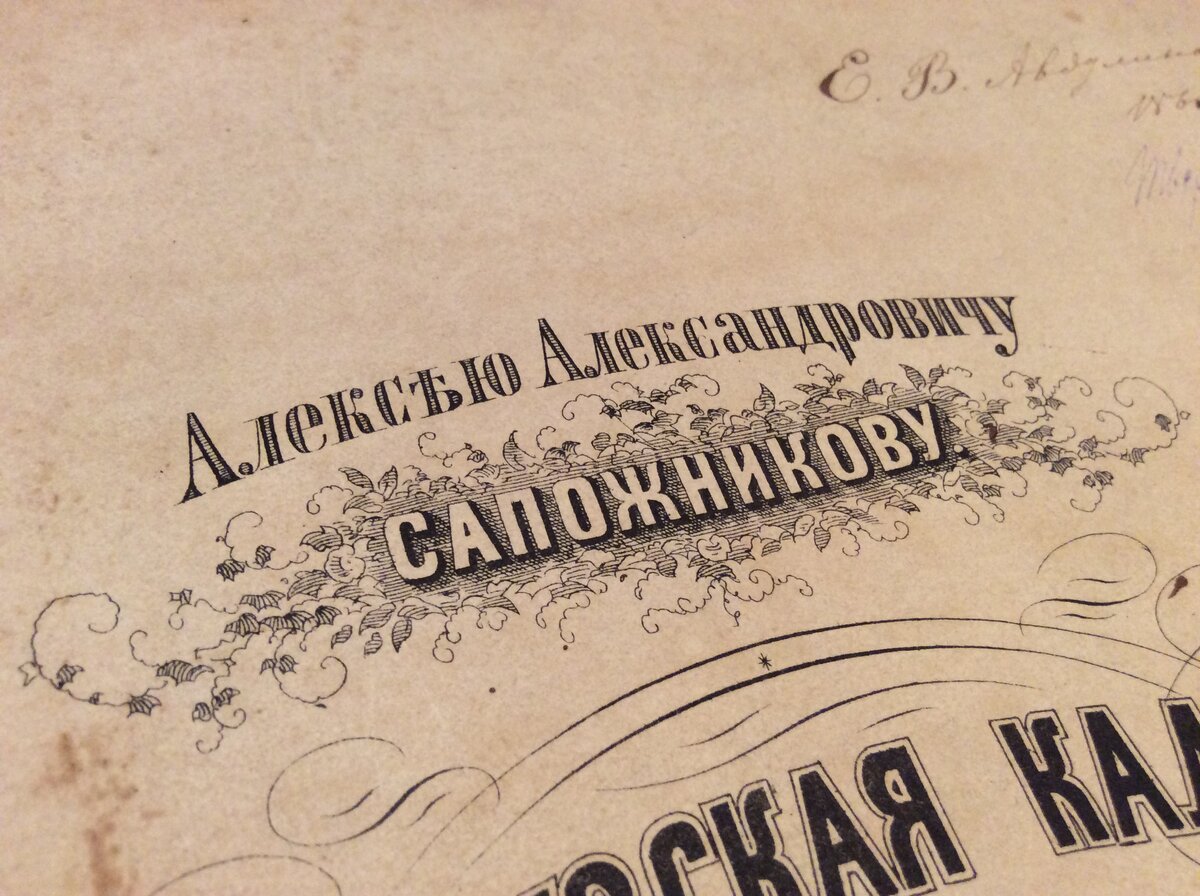 Е. В.
Алексѣю Александровичу
САПОЖНИКОВУ.
СКАЯ КА